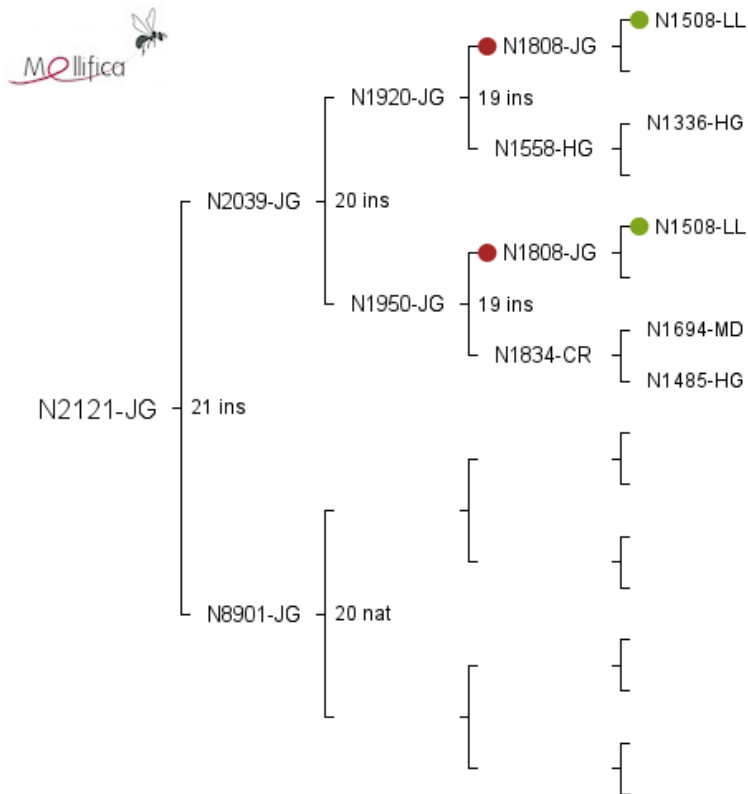 Mellifica
N1508-LL
N1808-JG
N1920-JG
19 ins
N1336-HG
N1558-HG
N2039-JG
20 ins
N1508-LL
N1808-JG
N1950-JG
19 ins
N1694-MD
N1834-CR
N1485-HG
N2121-JG
21 ins
N8901-JG
20 nat